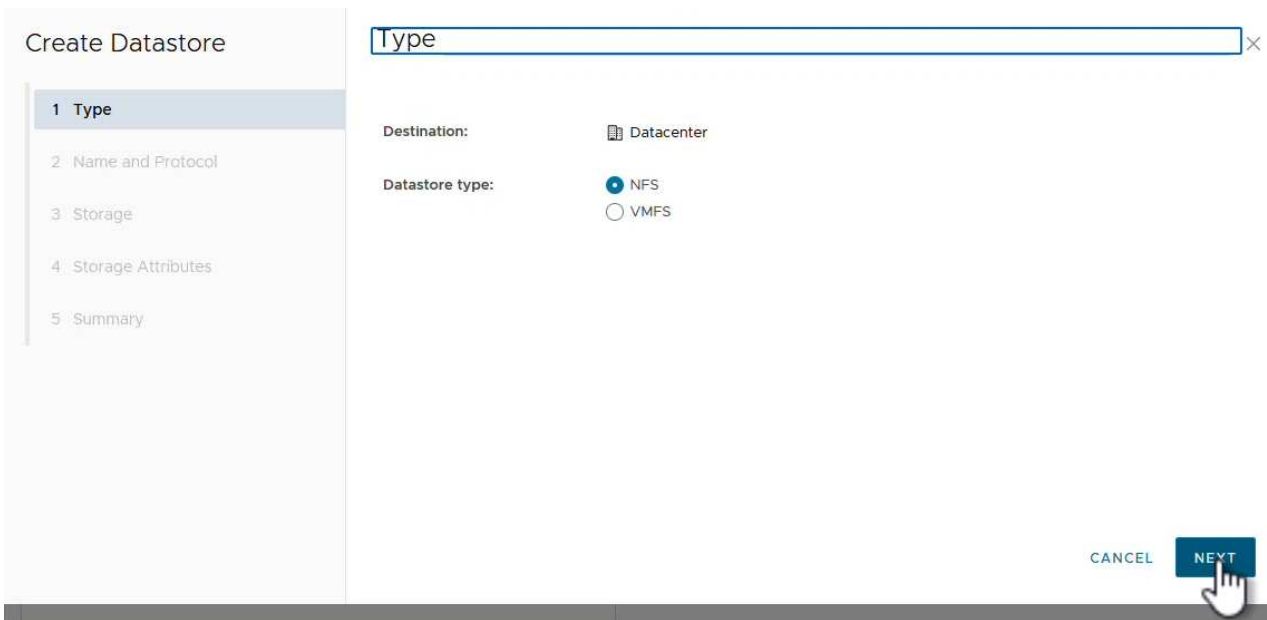 Create Datastore
1 Type
2 Name and Protocol
3 Storage
4 Storage Attributes
5 Summary
Type
Destination: Datacenter
Datastore type: NFS
VMFS
CANCEL NEXT